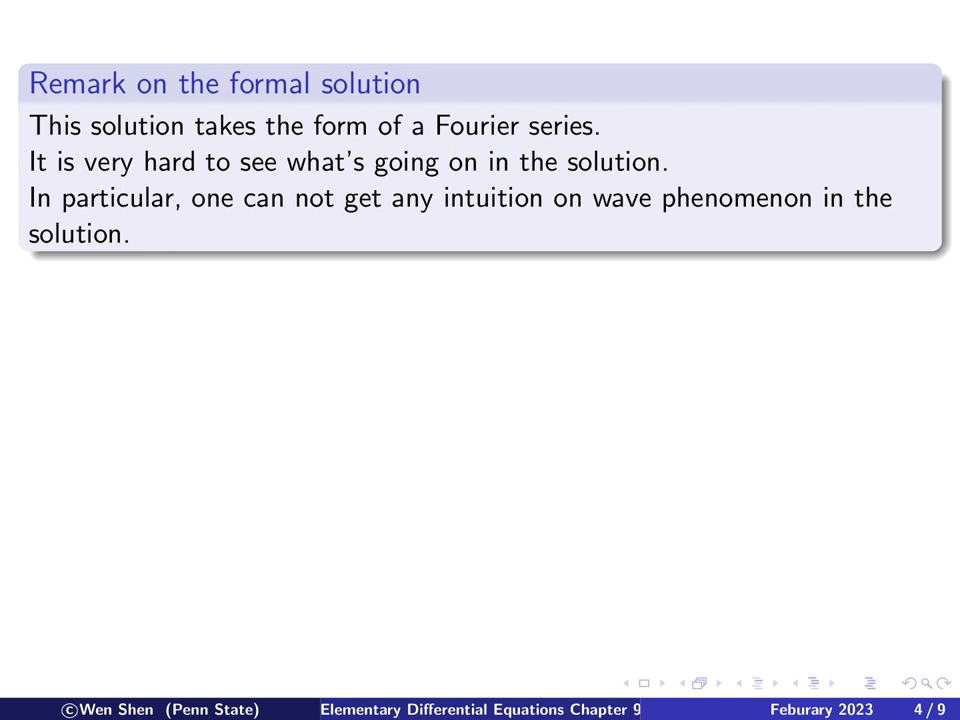 Remark on the formal solution
This solution takes the form of a Fourier series.
It is very hard to see what's going on in the solution.
In particular, one can not get any intuition on wave phenomenon in the
solution.
©Wen Shen (Penn State) Elementary Differential Equations Chapter 9 Feburary 2023 4 / 9